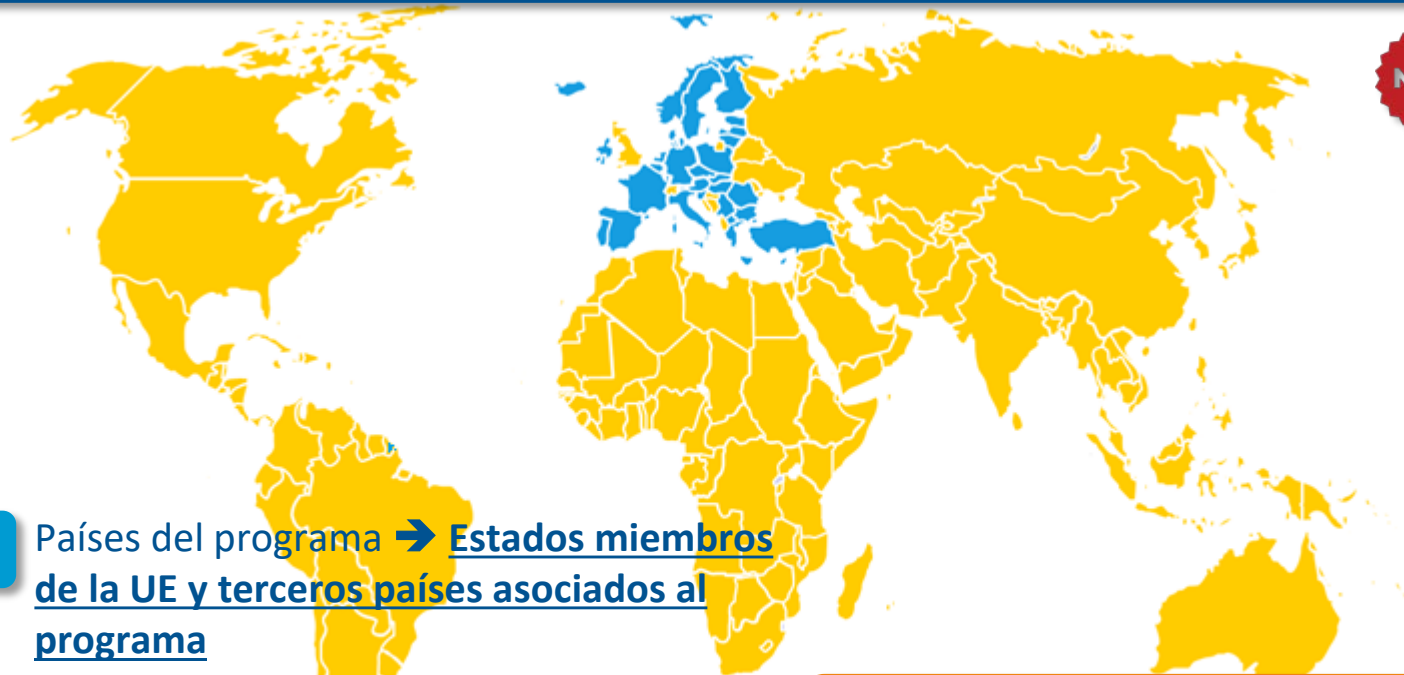 Países del programa ➔ Estados miembros
de la UE y terceros países asociados al
programa